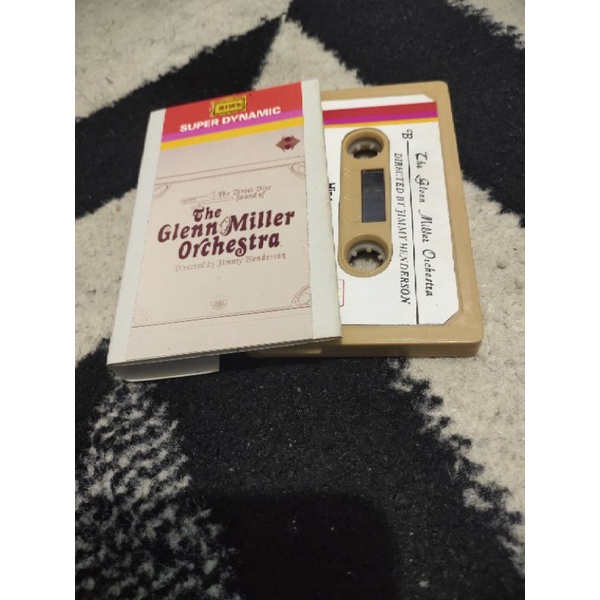 SUPER DYNAMIC
The Direct Disc
Sound of
The
Glenn Miller
Orchestra
Directed by Jimmy Henderson
B
The Glenn Miller Orchestra
DIRECTED BY JIMMY HENDERSON